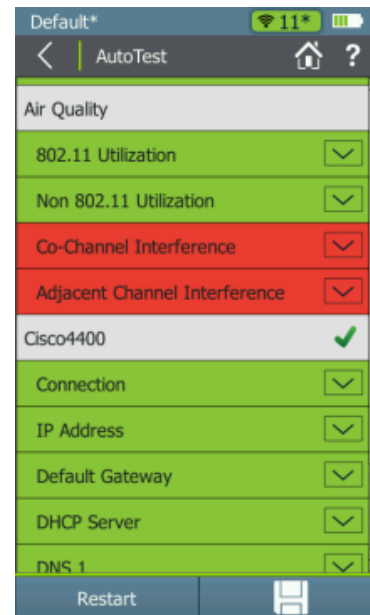 Default*
11*
AutoTest
?
Air Quality
802.11 Utilization
Non 802.11 Utilization
Co-Channel Interference
Adjacent Channel Interference
Cisco4400
Connection
IP Address
Default Gateway
DHCP Server
DNS 1
Restart